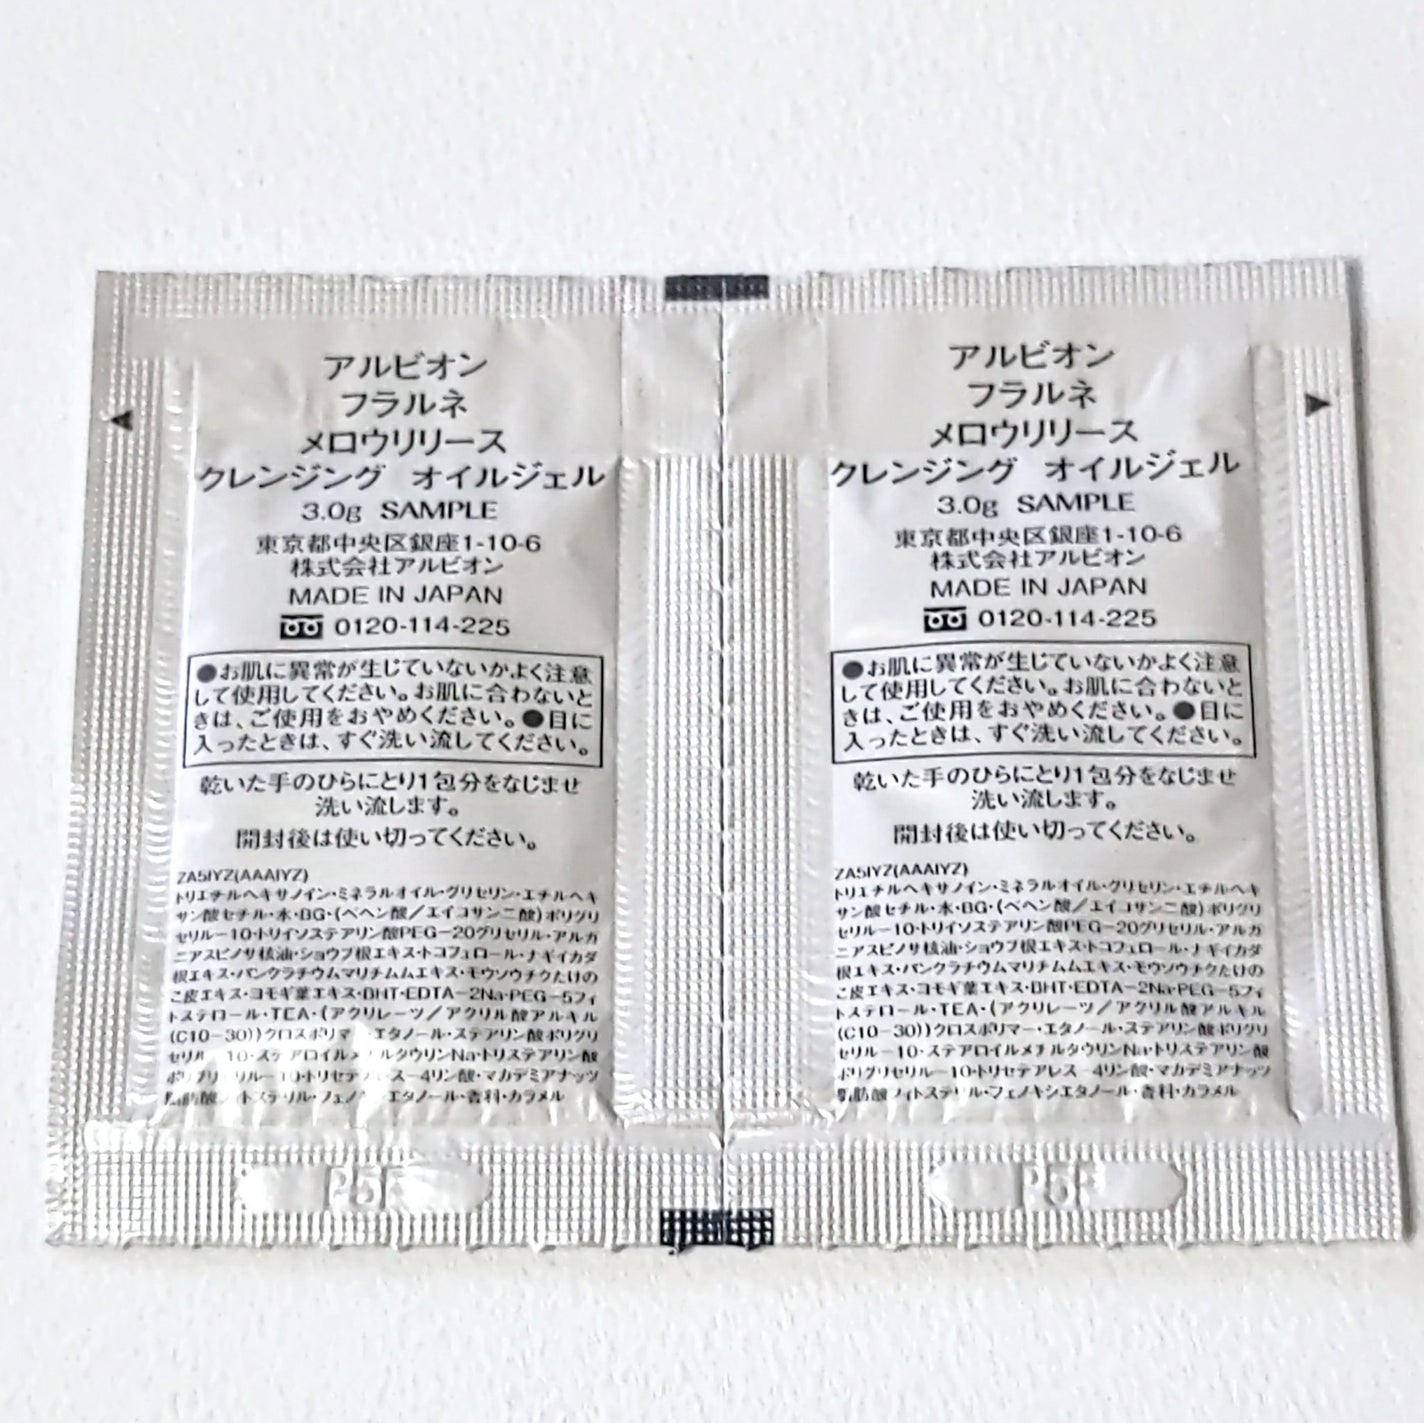 アルビオン
フラルネ
メロウリリース
クレンジング オイルジェル
3.0g SAMPLE
東京都中央区銀座1-10-6
株式会社アルビオン
MADE IN JAPAN
0120-114-225
●お肌に異常が生じていないかよく注意
して使用してください。お肌に合わないと
きは、ご使用をおやめください。●目に
入ったときは、すぐ洗い流してください。
乾いた手のひらにとり1包分をなじませ
洗い流します。
開封後は使い切ってください。
ZA5IYZ(AAAIYZ)
トリエチルヘキサノイン・ミネラルオイル・グリセリン・エチルヘキ
サン酸セチル・水・BG・(ベヘン酸/エイコサン二酸)ポリグリ
セリル-10・トリイソステアリン酸PEG-20グリセリル・アルガ
ニアスピノサ核油・ショウブ根エキス・トコフェロール・ナギイカダ
根エキス・パンクラチウムマリチムムエキス・モウソウチクたけの
こ皮エキス・ヨモギ葉エキス・BHT・EDTA-2Na・PEG-5フィ
トステロール・TEA・(アクリレーツ/アクリル酸アルキル
(C10-30))クロスポリマー・エタノール・ステアリン酸ポリグリ
セリル 10・ステアロイルメチルタウリンNa・トリステアリン酸
ポリグリセリル-10・トリセテアレス-4リン酸・マカデミアナッツ
脂肪酸フィトステリル・フェノ エタノール・香料・カラメル
P5F
アルビオン
フラルネ
メロウリリース
クレンジング オイルジェル
3.0g SAMPLE
東京都中央区銀座1-10-6
株式会社アルビオン
MADE IN JAPAN
0120-114-225
●お肌に異常が生じていないかよく注意
して使用してください。お肌に合わないと
きは、ご使用をおやめください。●目に
入ったときは、すぐ洗い流してください。
乾いた手のひらにとり1包分をなじませ
洗い流します。
開封後は使い切ってください。
ZA5IYZ(AAAIYZ)
トリエチルヘキサノイン・ミネラルオイル・グリセリン・エチルヘキ
サン酸セチル・水・BG・(ベヘン酸/エイコサン二酸)ポリグリ
セリル-10・トリイソステアリン酸PEG-20グリセリル・アルガ
ニアスピノサ核油・ショウブ根エキス・トコフェロール・ナギイカダ
根エキス・パンクラチウムマリチムムエキス・モウソウチクたけの
こ皮エキス・ヨモギ葉エキス・BHT・EDTA-2Na・PEG-5フィ
トステロール・TEA・(アクリレーツ/アクリル酸アルキル
(C10-30))クロスポリマー・エタノール・ステアリン酸ポリグリ
セリル-10・ステアロイルメチルタウリンNa・トリステアリン酸
ポリグリセリル-10・トリセテアレス-4リン酸・マカデミアナッツ
脂肪酸フィトステリル・フェノキシエタノール・香料・カラメル